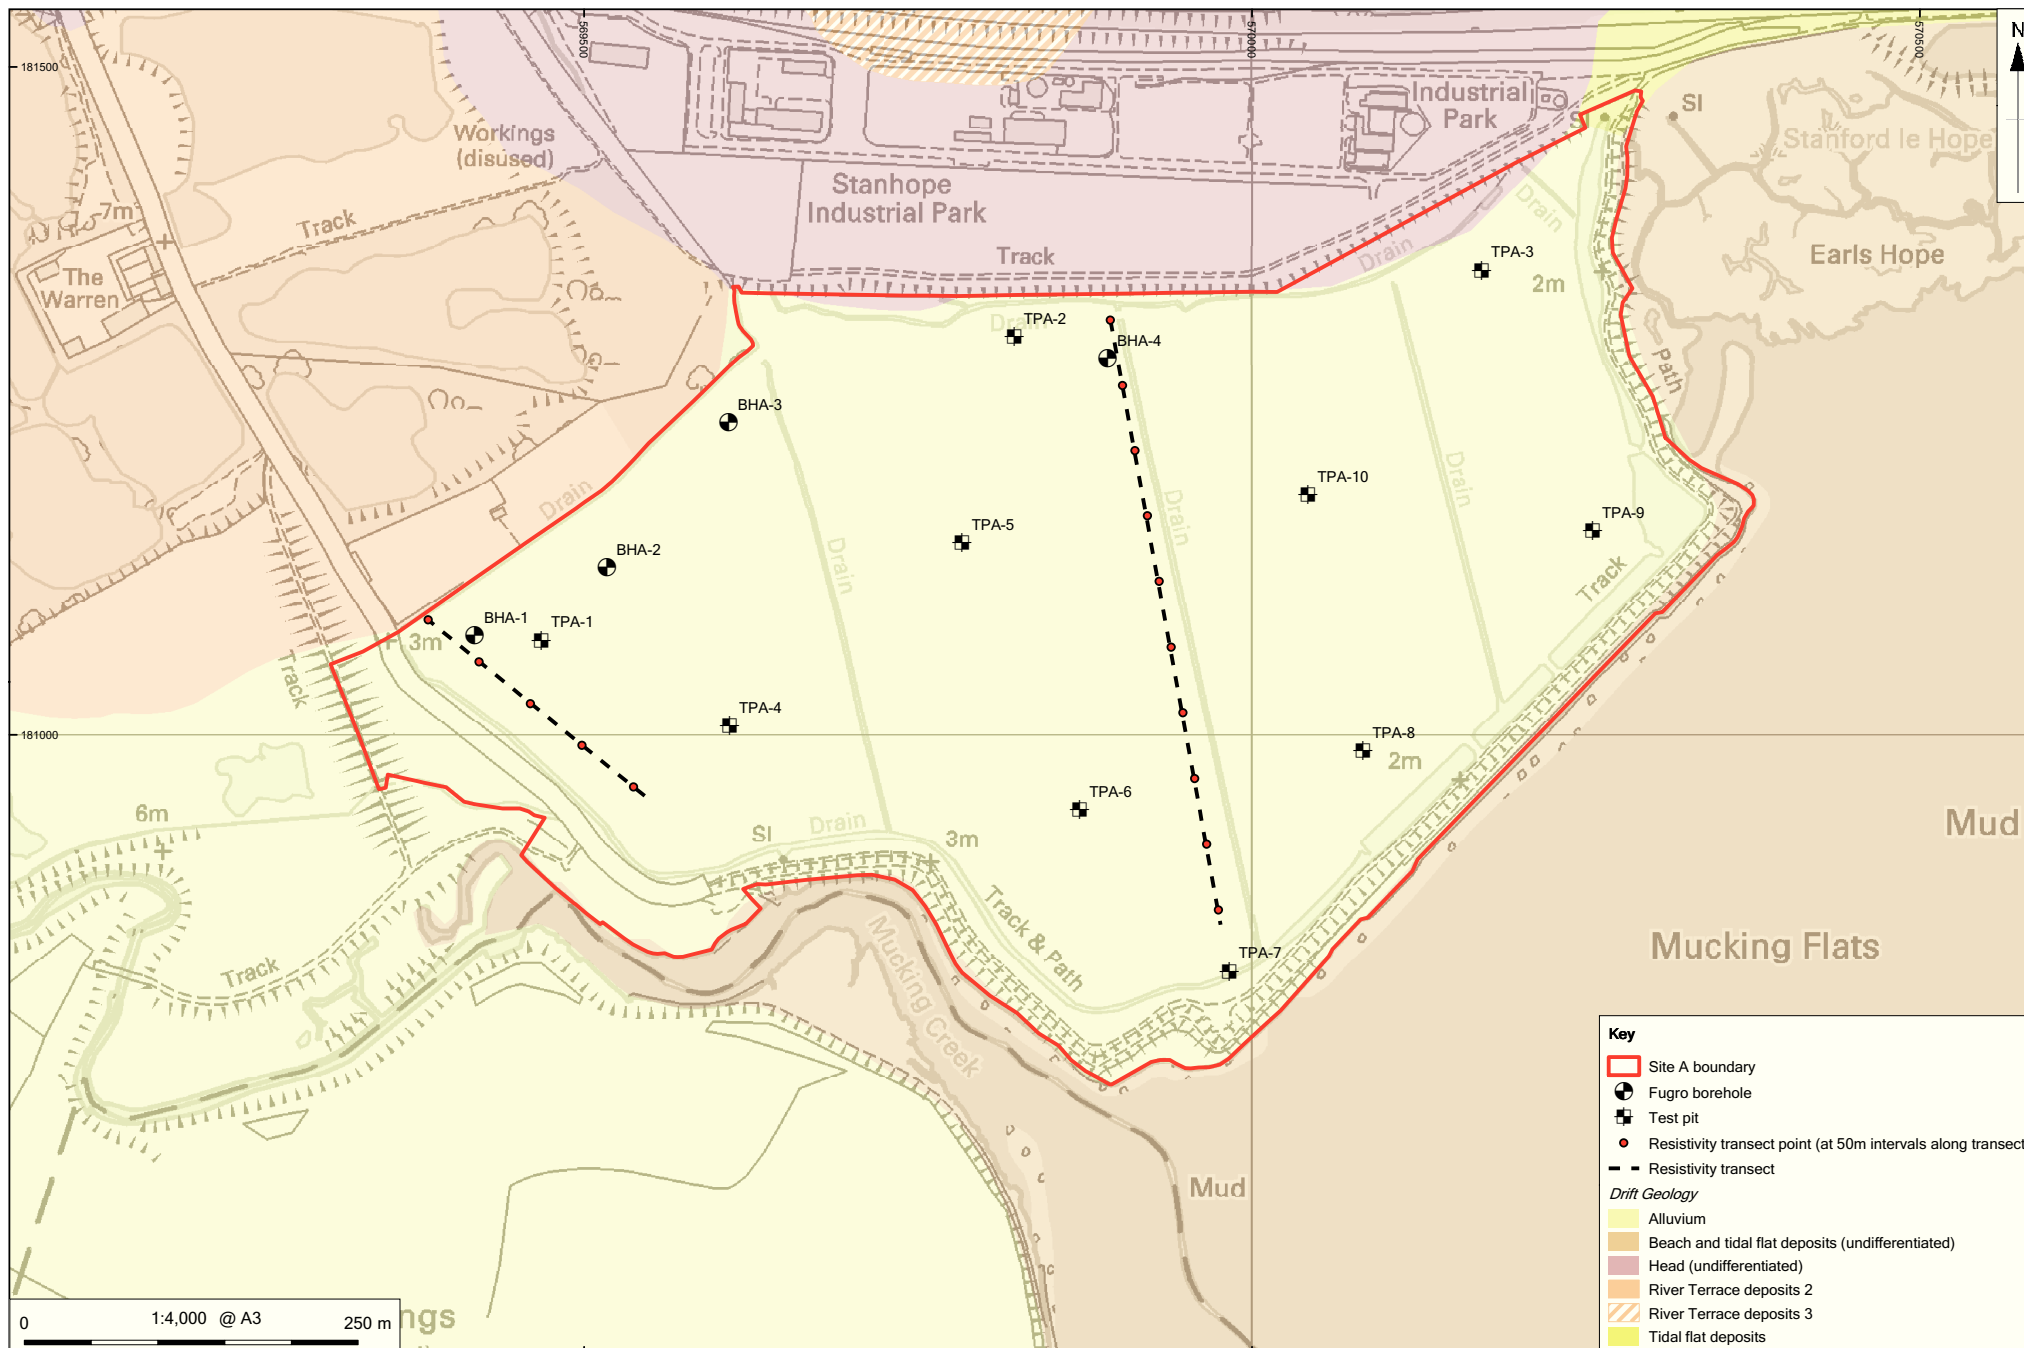 569500
570000
570500
181500
181000
N
Workings
(disused)
Industrial
Park
SI
Stanford le Hope
Stanhope
Industrial Park
7m
Track
Track
The
Warren
Drain
Drain
Earls Hope
2m
TPA-3
Drain
TPA-2
BHA-4
Path
BHA-3
Drain
Drain
Drain
Drain
TPA-10
TPA-9
TPA-5
BHA-2
Track
BHA-1
TPA-1
3m
Track
TPA-4
TPA-8
2m
TPA-6
6m
SI
Drain
3m
Mud
Track & Path
Mucking Creek
Track
TPA-7
Mucking Flats
Mud
Key
Site A boundary
Fugro borehole
Test pit
Resistivity transect point (at 50m intervals along transect
Resistivity transect
Drift Geology
Alluvium
Beach and tidal flat deposits (undifferentiated)
Head (undifferentiated)
River Terrace deposits 2
River Terrace deposits 3
Tidal flat deposits
ngs
0
1:4,000 @ A3
250 m